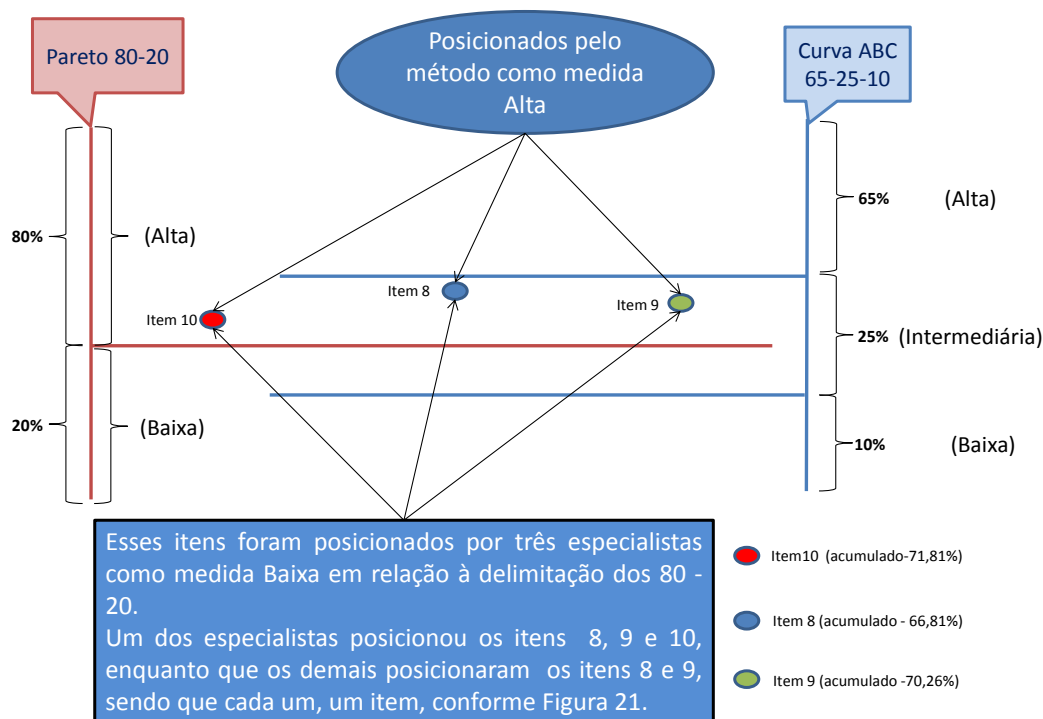 Pareto 80-20
Posicionados pelo
método como medida
Alta
Curva ABC
65-25-10
80%
(Alta)
65%
(Alta)
Item 8
Item 9
Item 10
25%
(Intermediária)
20%
(Baixa)
10%
(Baixa)
Esses itens foram posicionados por três especialistas
como medida Baixa em relação à delimitação dos 80 -
20.
Um dos especialistas posicionou os itens 8, 9 e 10,
enquanto que os demais posicionaram os itens 8 e 9,
sendo que cada um, um item, conforme Figura 21.
Item10 (acumulado-71,81%)
Item 8 (acumulado - 66,81%)
Item 9 (acumulado -70,26%)